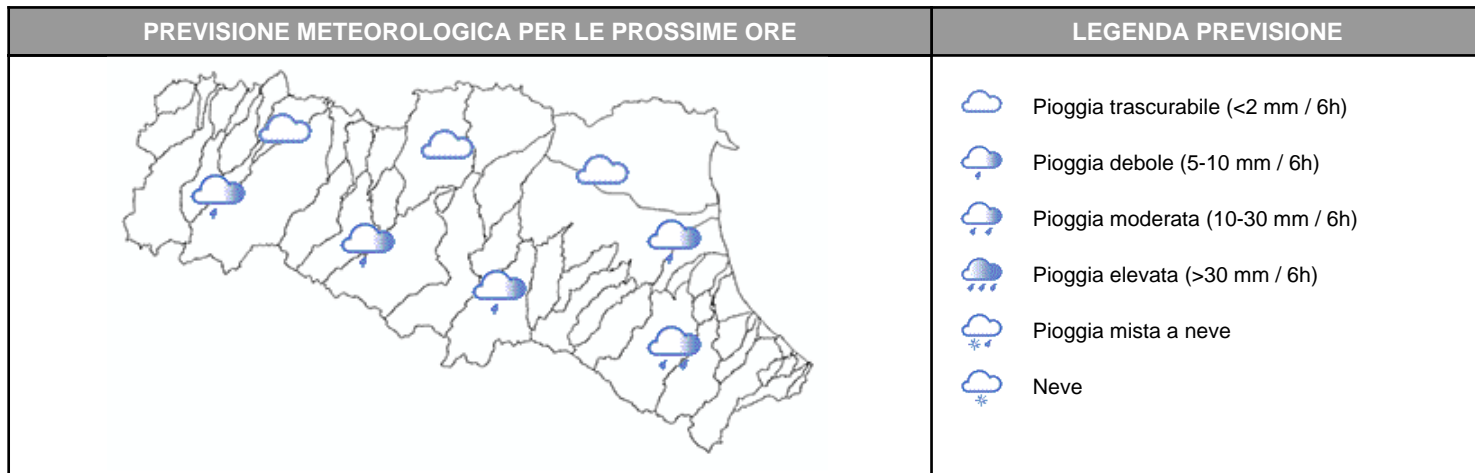 PREVISIONE METEOROLOGICA PER LE PROSSIME ORE
LEGENDA PREVISIONE
Pioggia trascurabile (<2 mm / 6h)
Pioggia debole (5-10 mm / 6h)
Pioggia moderata (10-30 mm / 6h)
Pioggia elevata (>30 mm / 6h)
Pioggia mista a neve
Neve